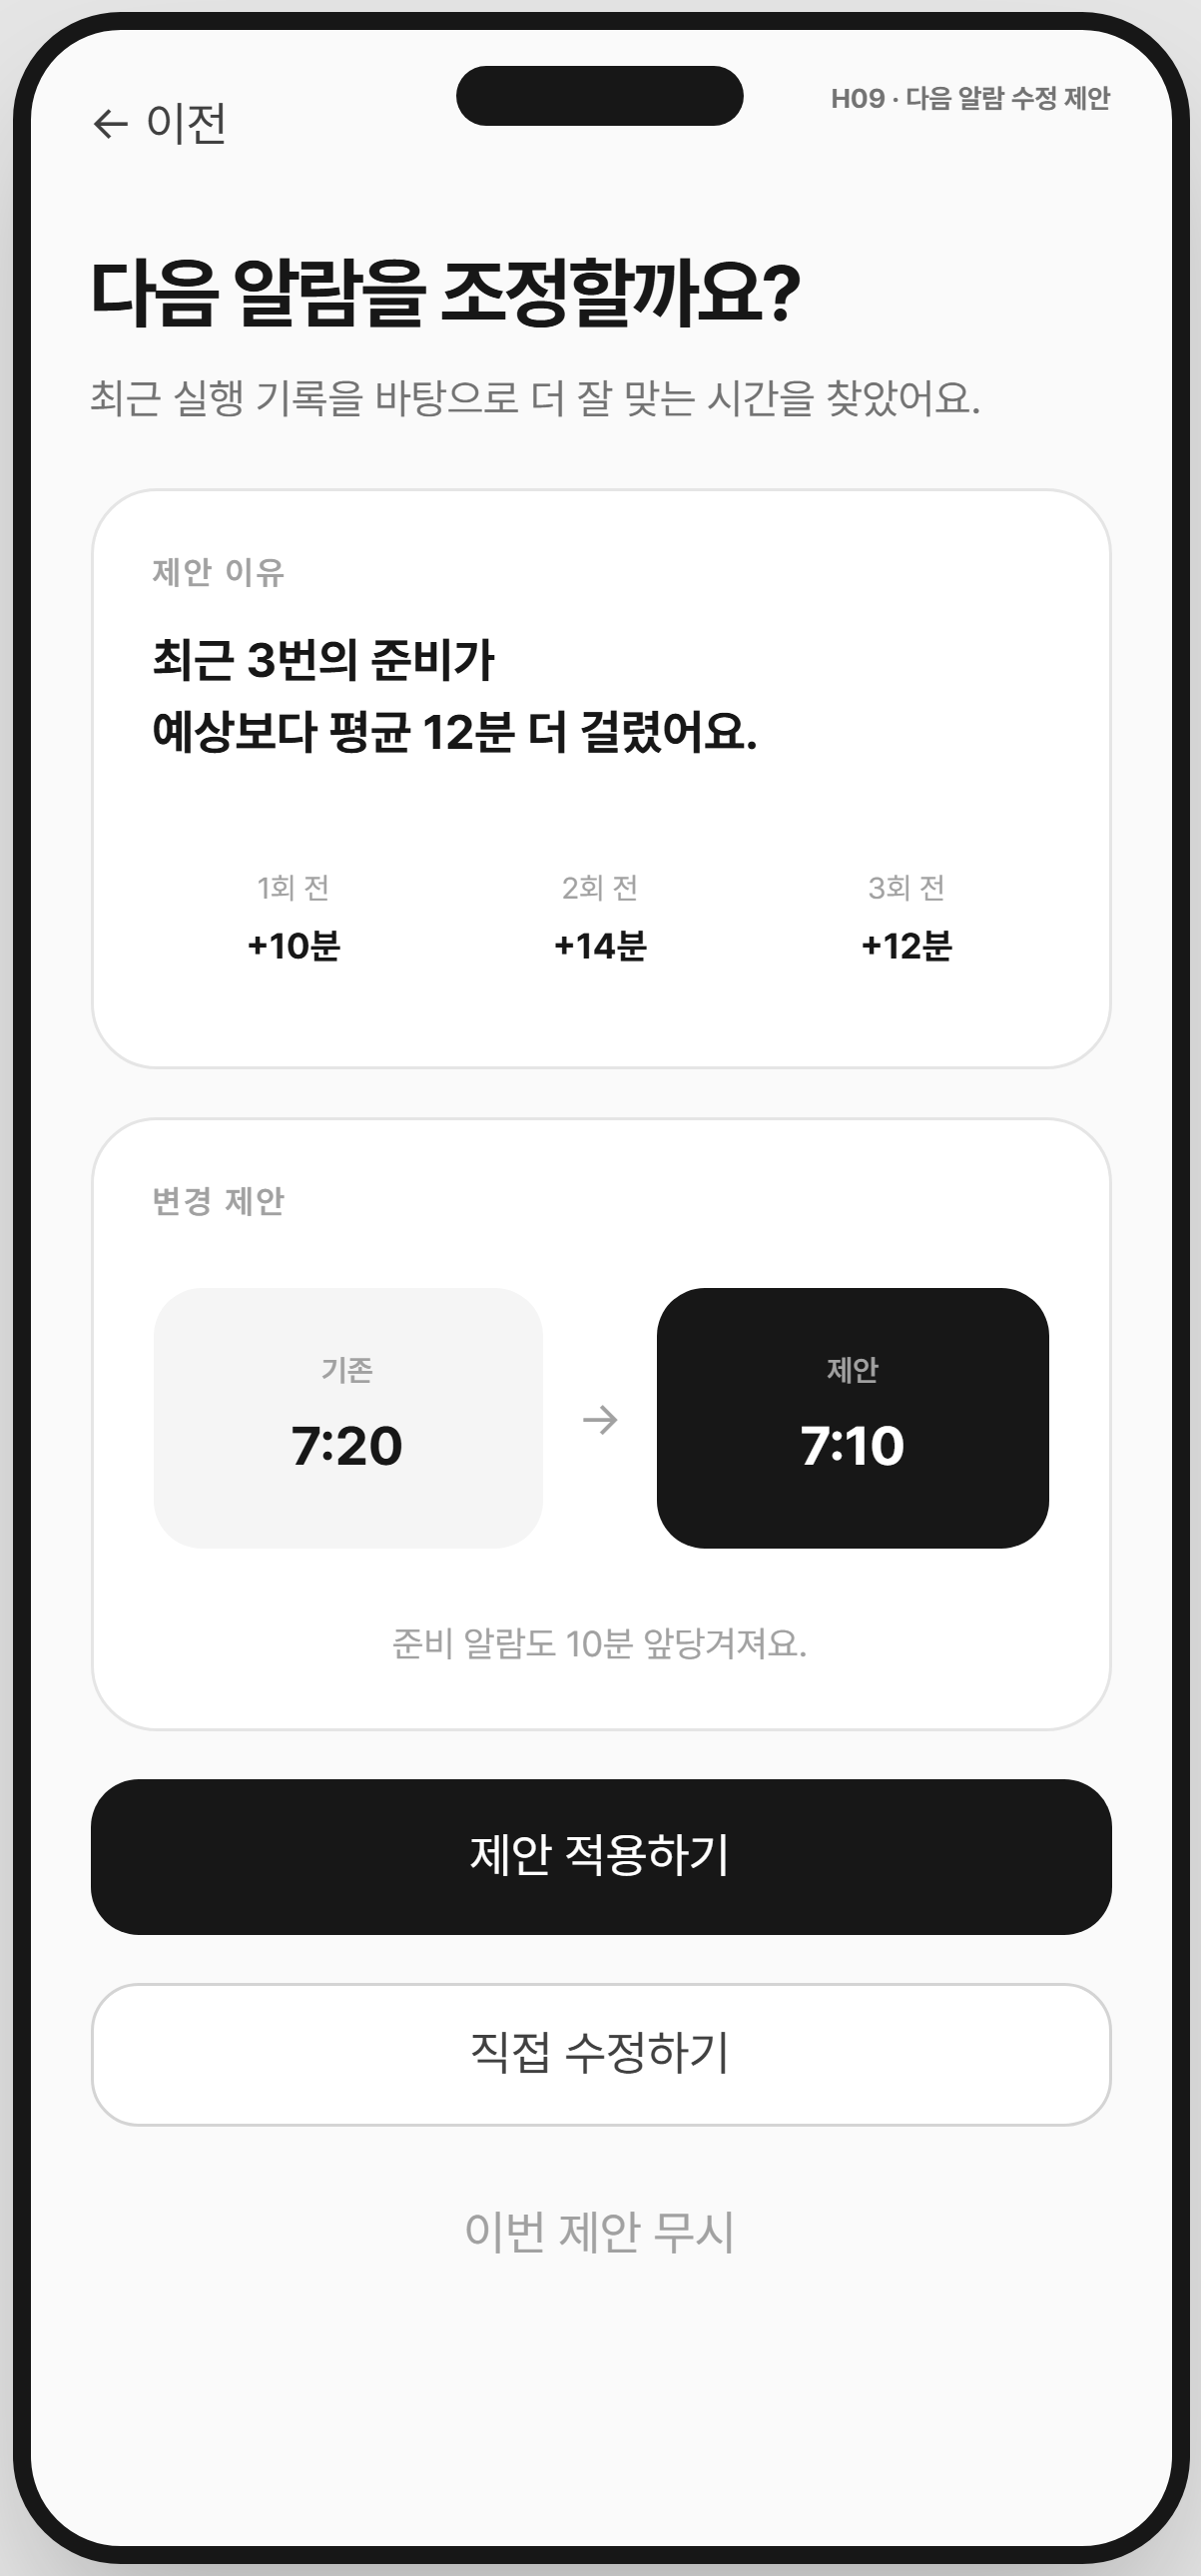 ← 이전
H09 · 다음 알람 수정 제안
다음 알람을 조정할까요?
최근 실행 기록을 바탕으로 더 잘 맞는 시간을 찾았어요.
제안 이유
최근 3번의 준비가
예상보다 평균 12분 더 걸렸어요.
1회 전
2회 전
3회 전
+10분
+14분
+12분
변경 제안
기존
7:20
→
제안
7:10
준비 알람도 10분 앞당겨져요.
제안 적용하기
직접 수정하기
이번 제안 무시